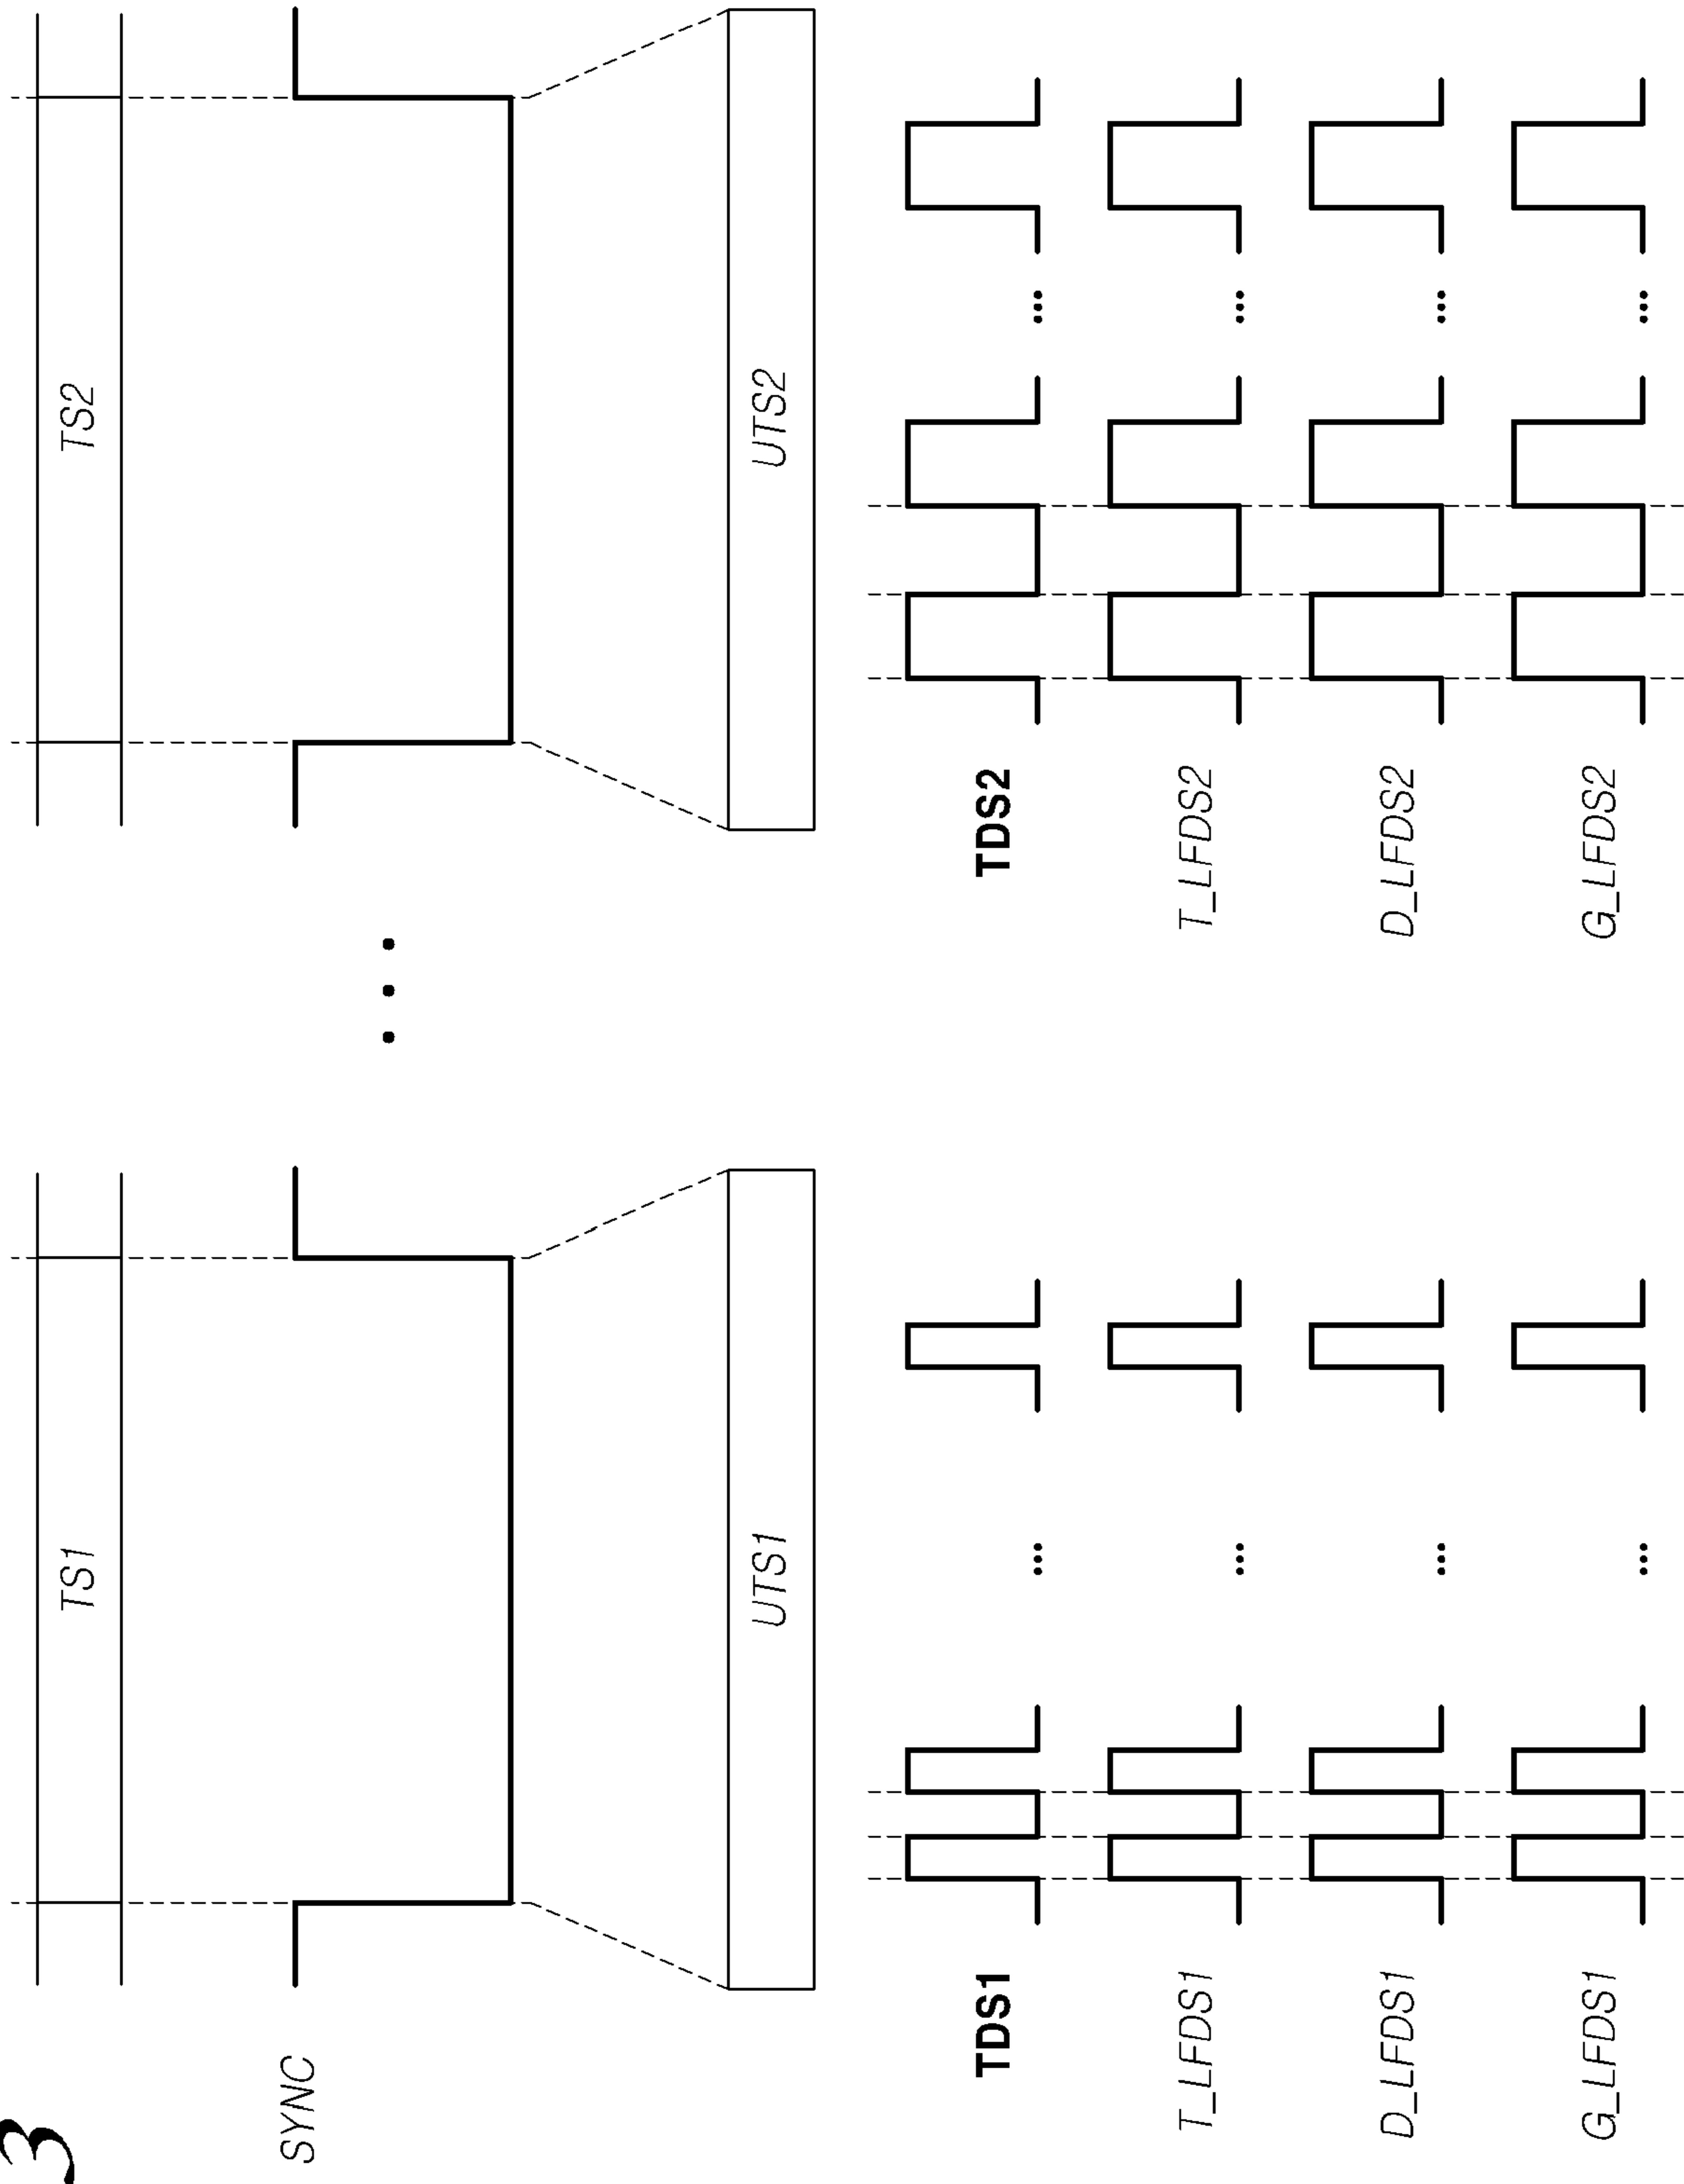 3
TS1
TS2
SYNC
UTS1
UTS2
TDS1
TDS2
T_LFDS1
T_LFDS2
D_LFDS1
D_LFDS2
G_LFDS1
G_LFDS2